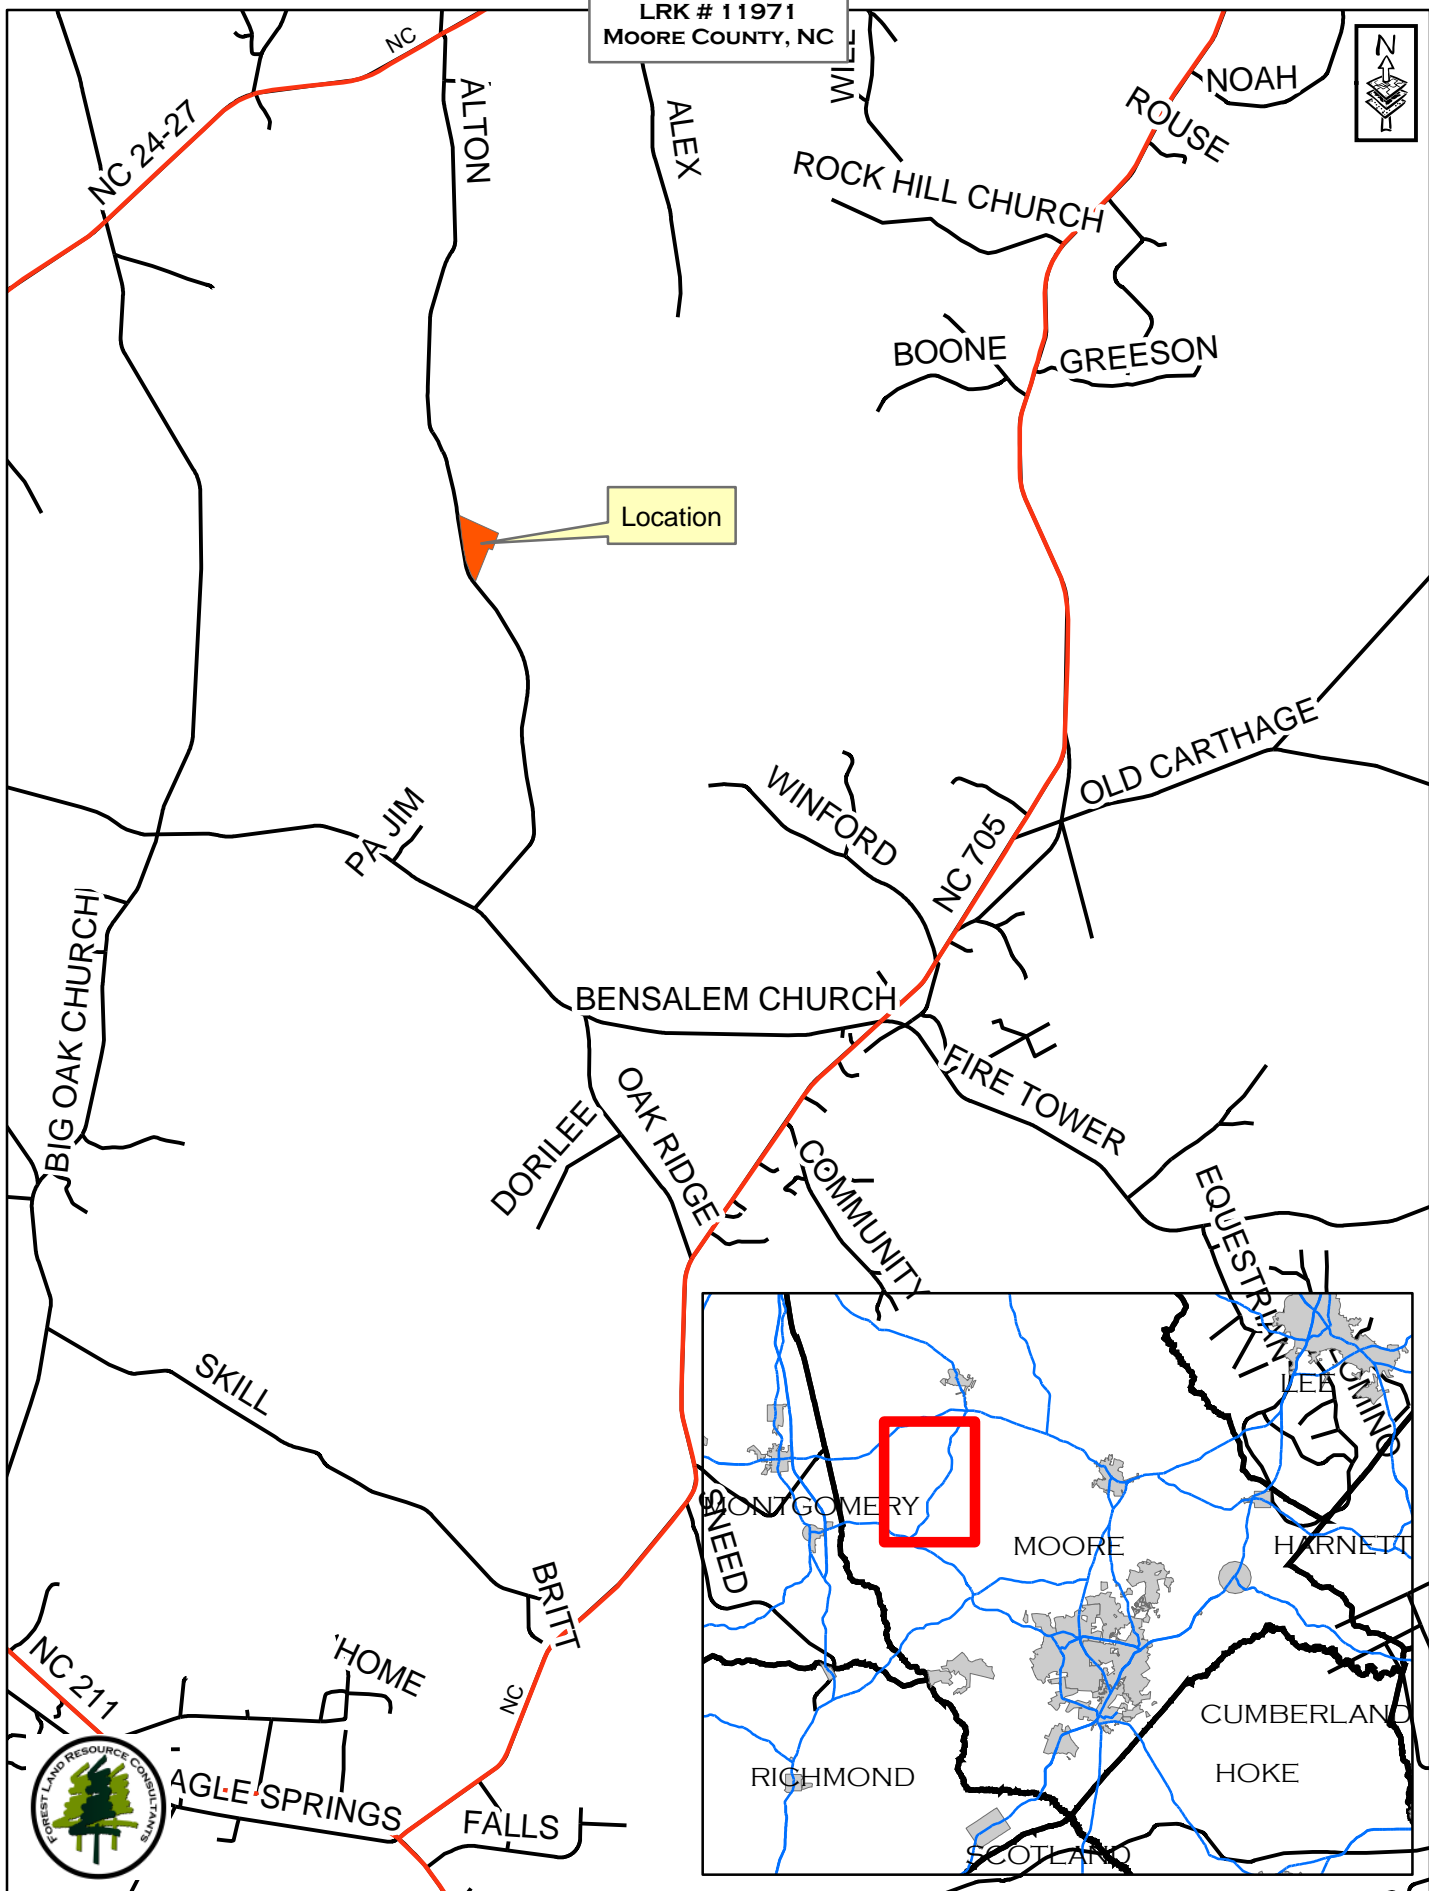 LRK # 11971
MOORE COUNTY, NC
N
NC
NC 24-27
ALTON
ALEX
NOAH
ROUSE
ROCK HILL CHURCH
BOONE
GREESON
Location
OLD CARTHAGE
WINFORD
PA JIM
NC 705
BIG OAK CHURCH
BENSALEM CHURCH
FIRE TOWER
OAK RIDGE
DORILEE
COMMUNITY
EQUESTRIAN
SKILL
LEE
MONTGOMERY
SNEED
MOORE
HARNETT
BRITT
HOME
NC 211
NC
CUMBERLAND
HOKE
RICHMOND
SCOTLAND
AGLE SPRINGS
FALLS
FOREST LAND RESOURCE CONSULTANTS